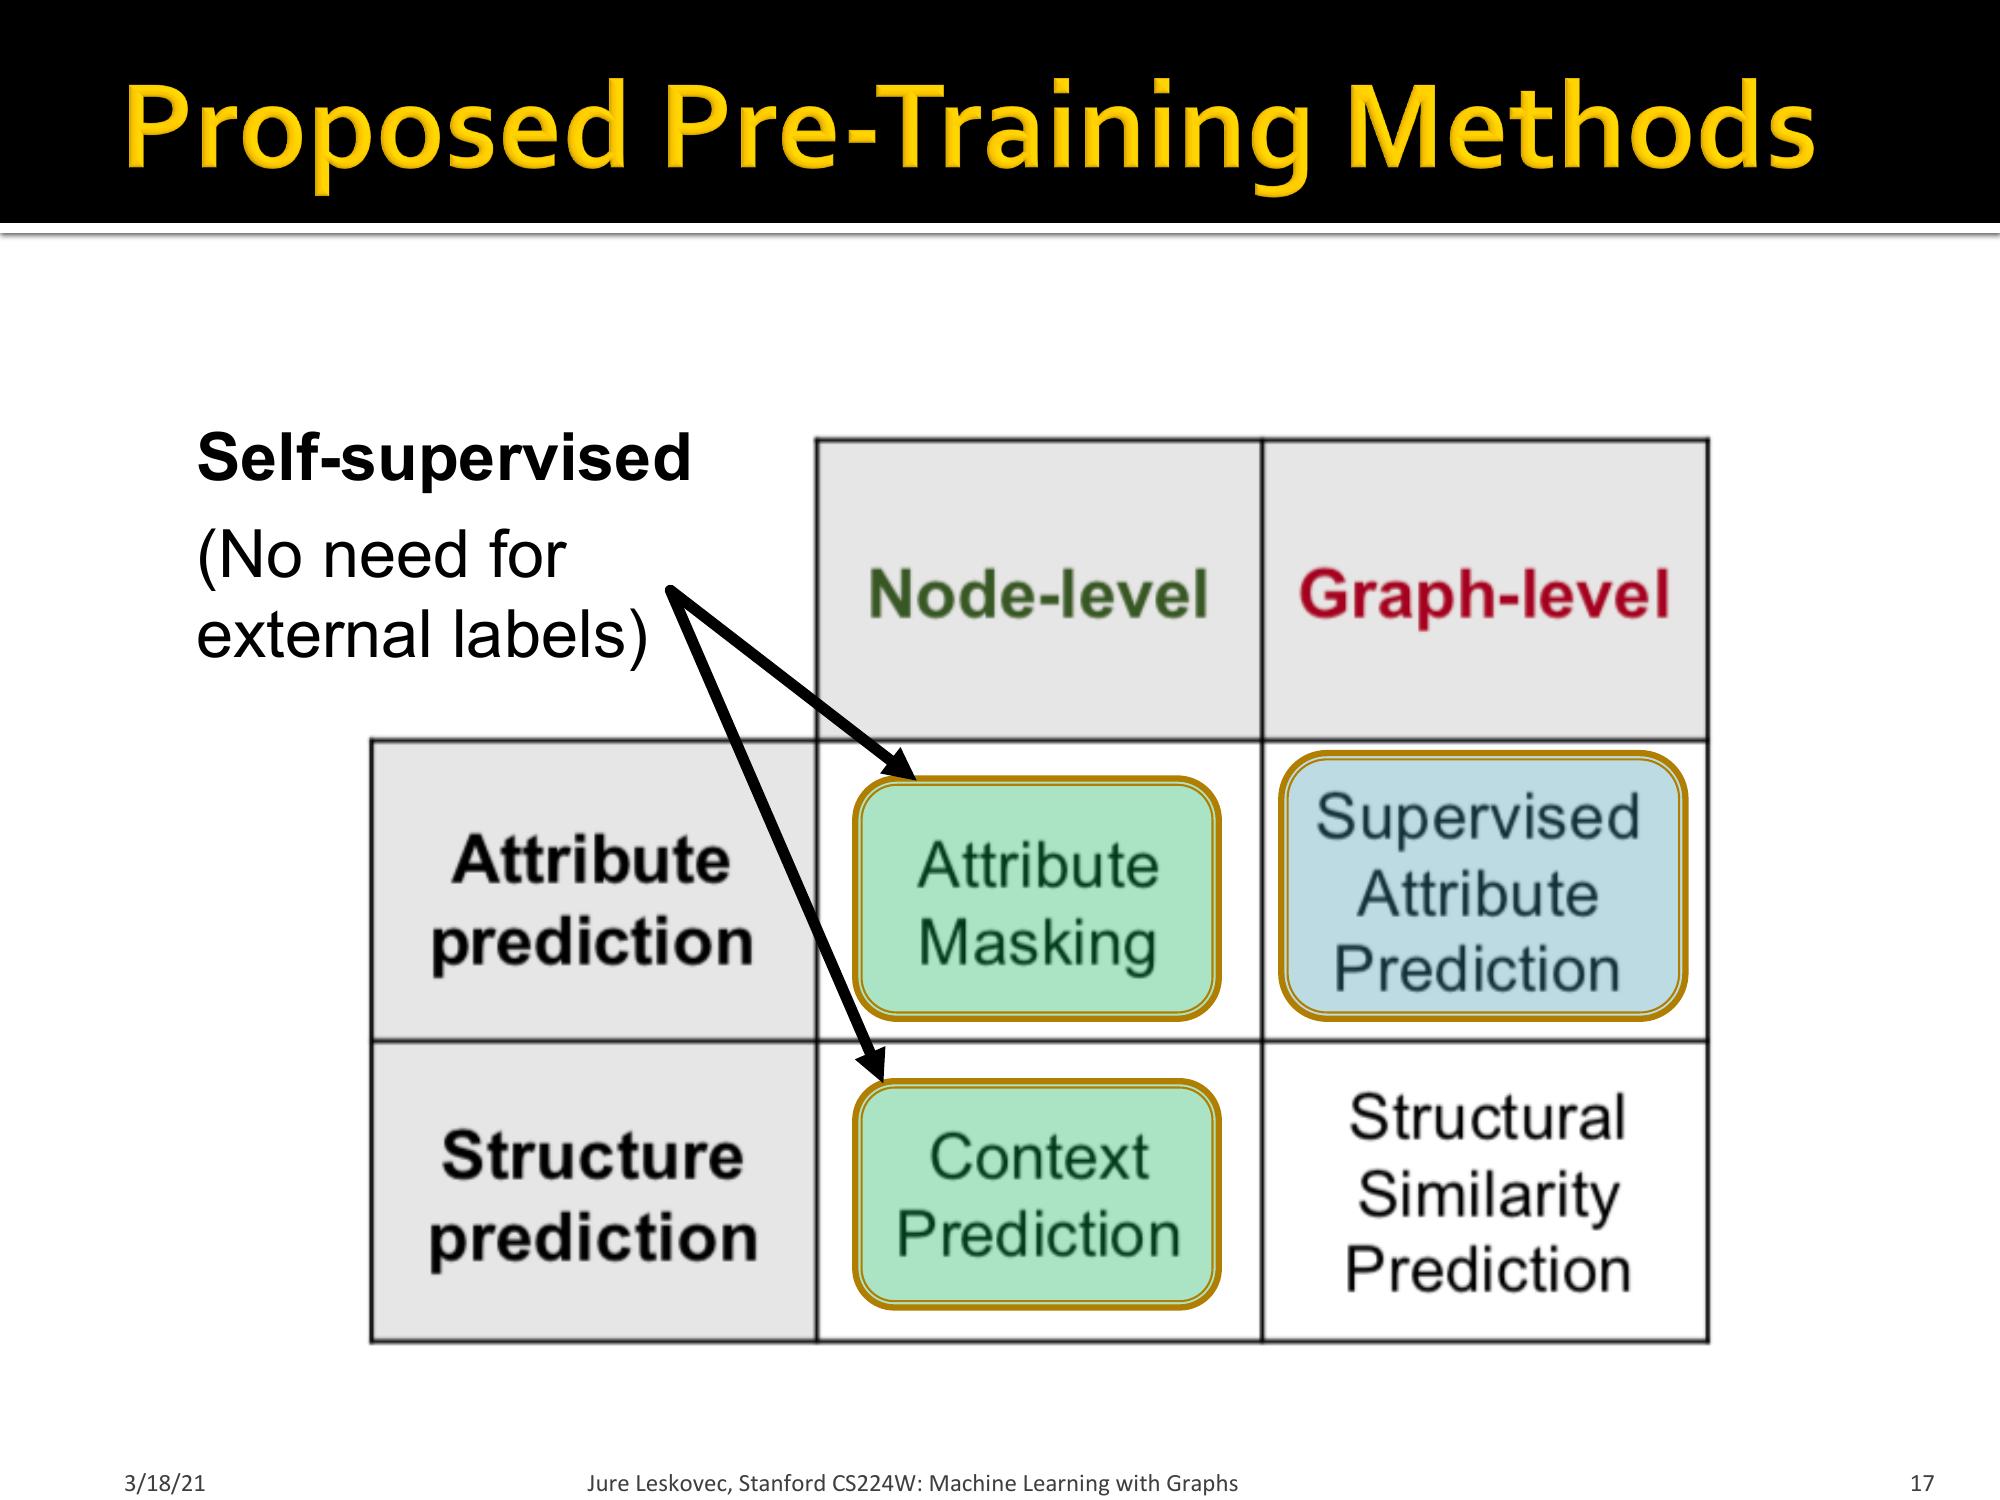 Proposed Pre-Training Methods
Self-supervised
(No need for
external labels)
Node-level
Graph-level
Attribute
prediction
Attribute
Masking
Supervised
Attribute
Prediction
Structure
prediction
Context
Prediction
Structural
Similarity
Prediction
3/18/21
Jure Leskovec, Stanford CS224W: Machine Learning with Graphs
17